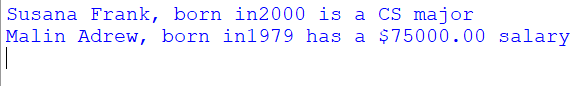 Susana Frank, born in2000 is a CS major
Malin Adrew, born in1979 has a $75000.00 salary